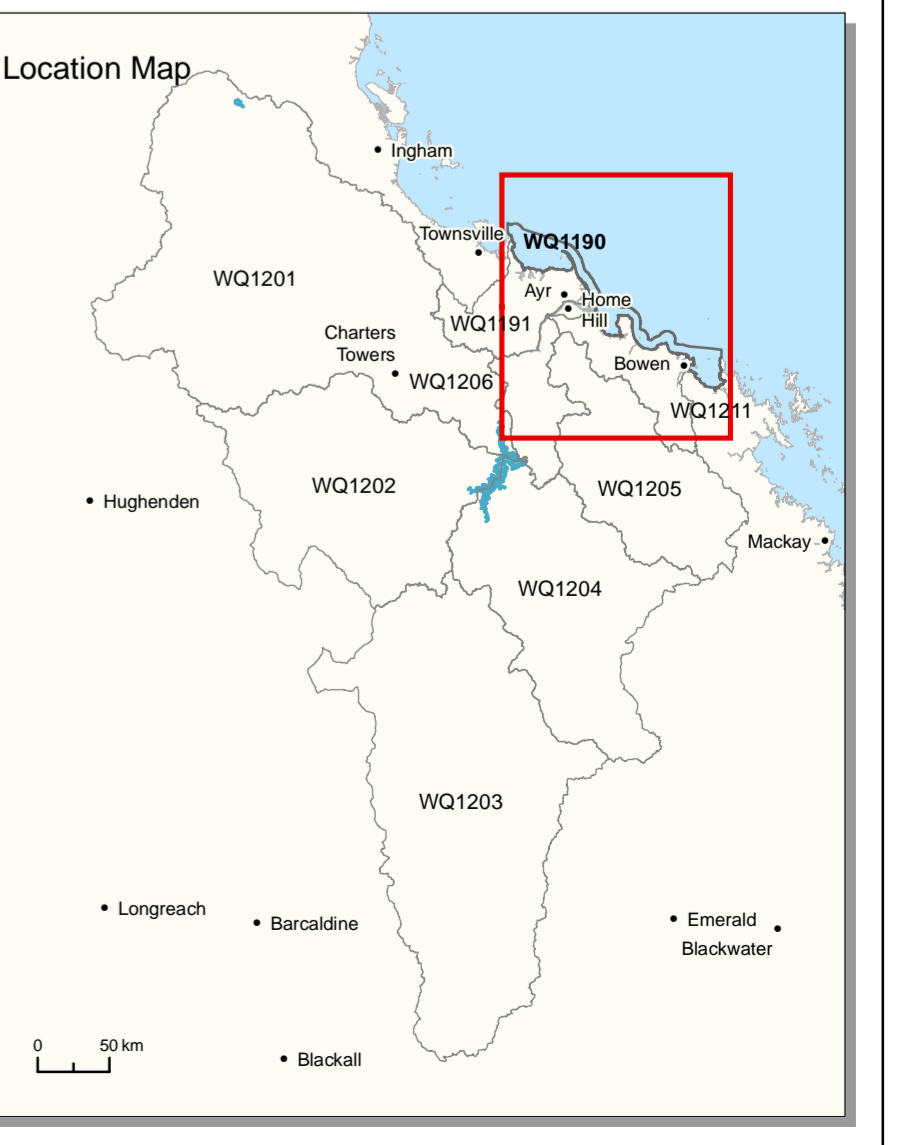 Location Map
Ingham
Townsville
WQ1190
WQ1201
Ayr
Home
Hill
WQ1191
Charters
Towers
Bowen
WQ1206
WQ1211
WQ1202
WQ1205
Hughenden
Mackay
WQ1204
WQ1203
Longreach
Barcaldine
Emerald
Blackwater
0 50 km
Blackall